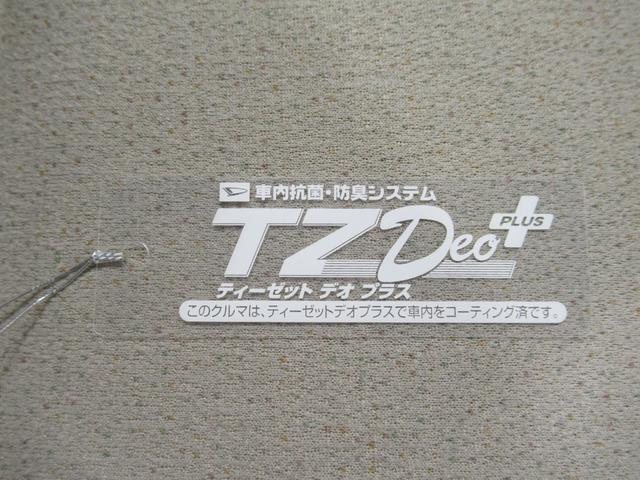 車内抗菌・防臭システム
TZ Deo PLUS
ティーゼット デオ プラス
このクルマは、ティーゼットデオプラスで車内をコーティング済です。